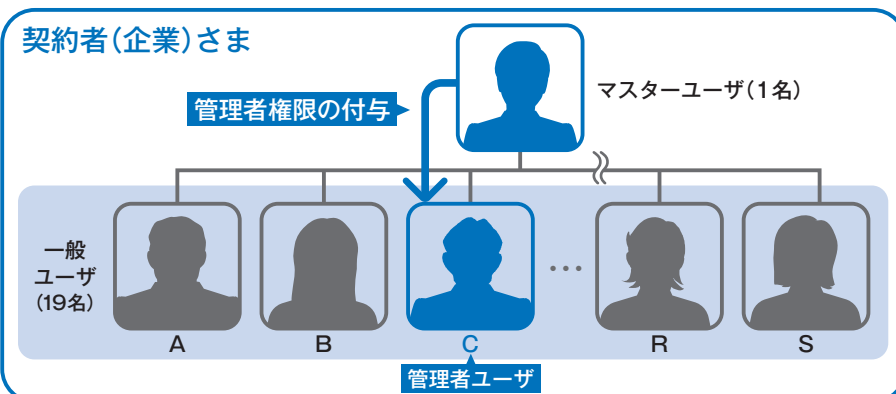 契約者(企業)さま
マスターユーザ(1名)
管理者権限の付与
一般
ユーザ
(19名)
…
A B C R S
管理者ユーザ